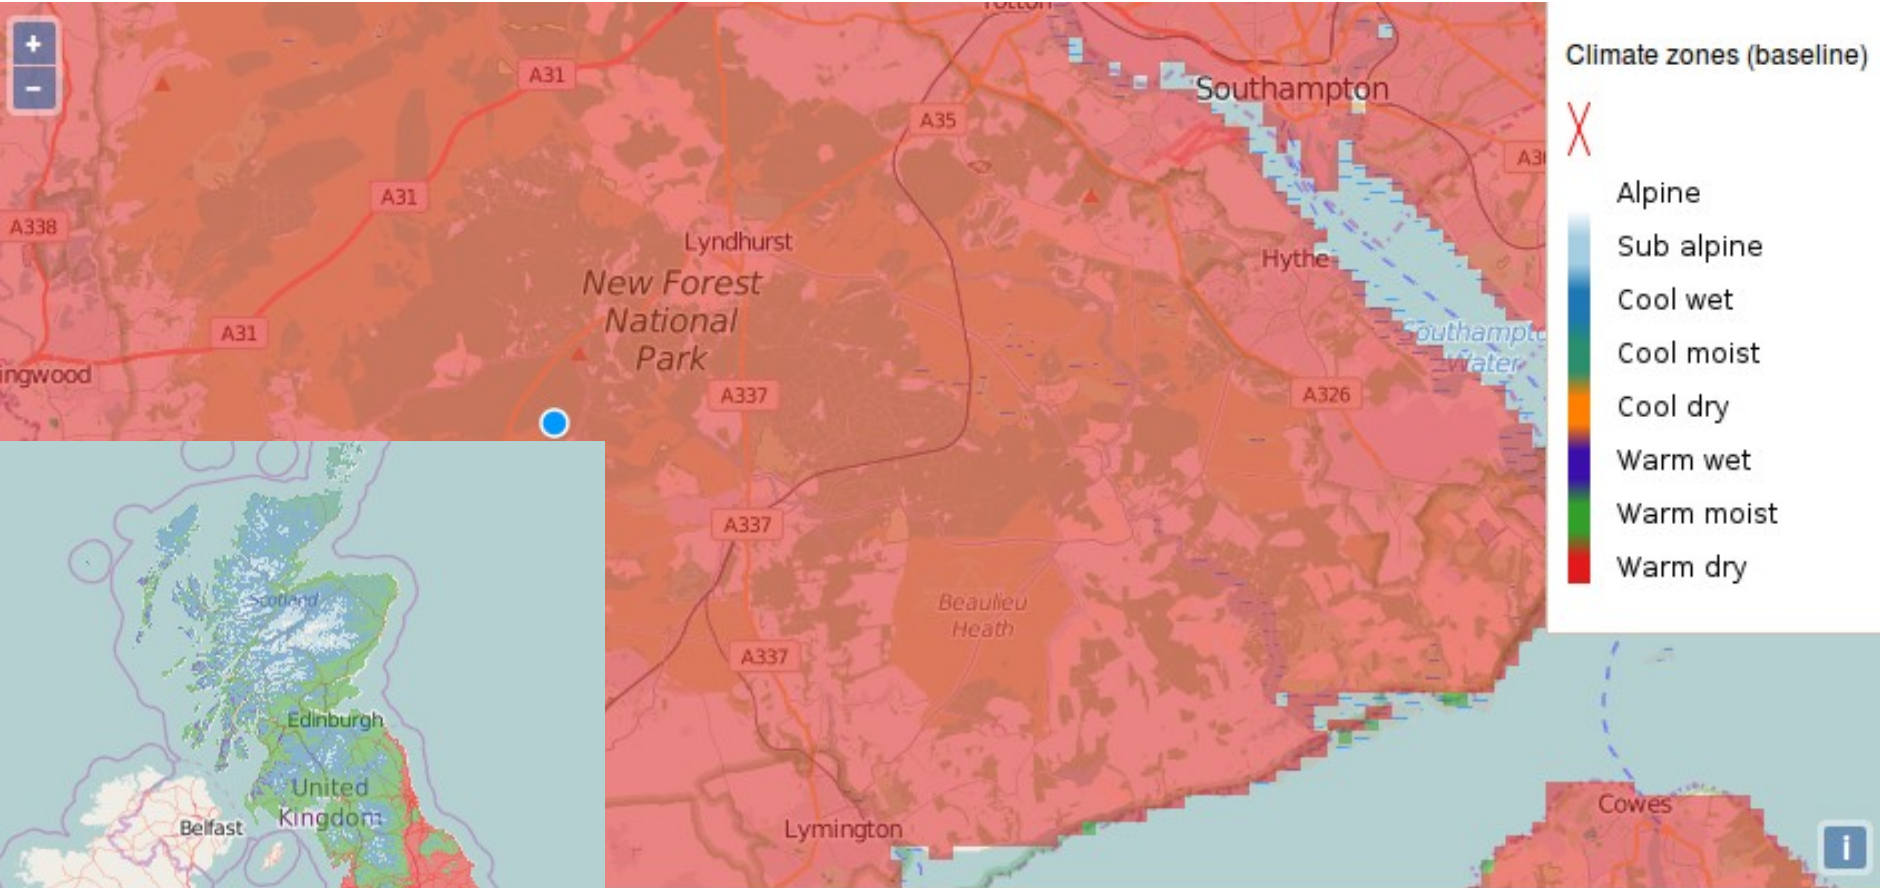 +
−
A31
A35
Southampton
Climate zones (baseline)
A31
A338
Lyndhurst
Hythe
New Forest
National
Park
A31
Water
A337
A326
Alpine
Sub alpine
Cool wet
Cool moist
Cool dry
Warm wet
Warm moist
Warm dry
A337
Beaulieu
Heath
A337
Scotland
Edinburgh
United
Kingdom
Belfast
Lymington
Cowes
i